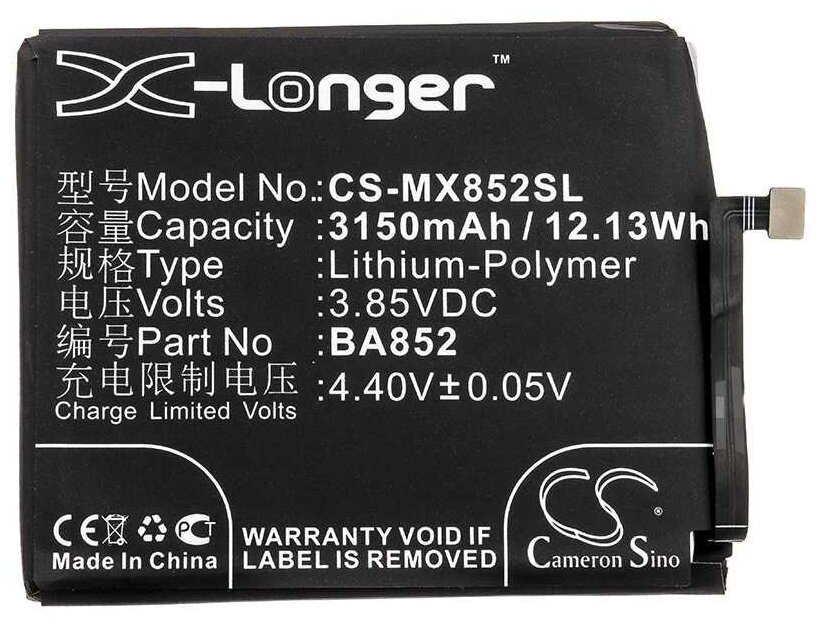 X-Longer™
型号Model No.: CS-MX852SL
容量Capacity :3150mAh / 12.13Wh
规格Type :Lithium-Polymer
电压Volts :3.85VDC
编号Part No :BA852
充电限制电压 :4.40V±0.05V
Charge Limited Volts
CE PCT
Made In China
WARRANTY VOID IF
LABEL IS REMOVED
CS®
Cameron Sino